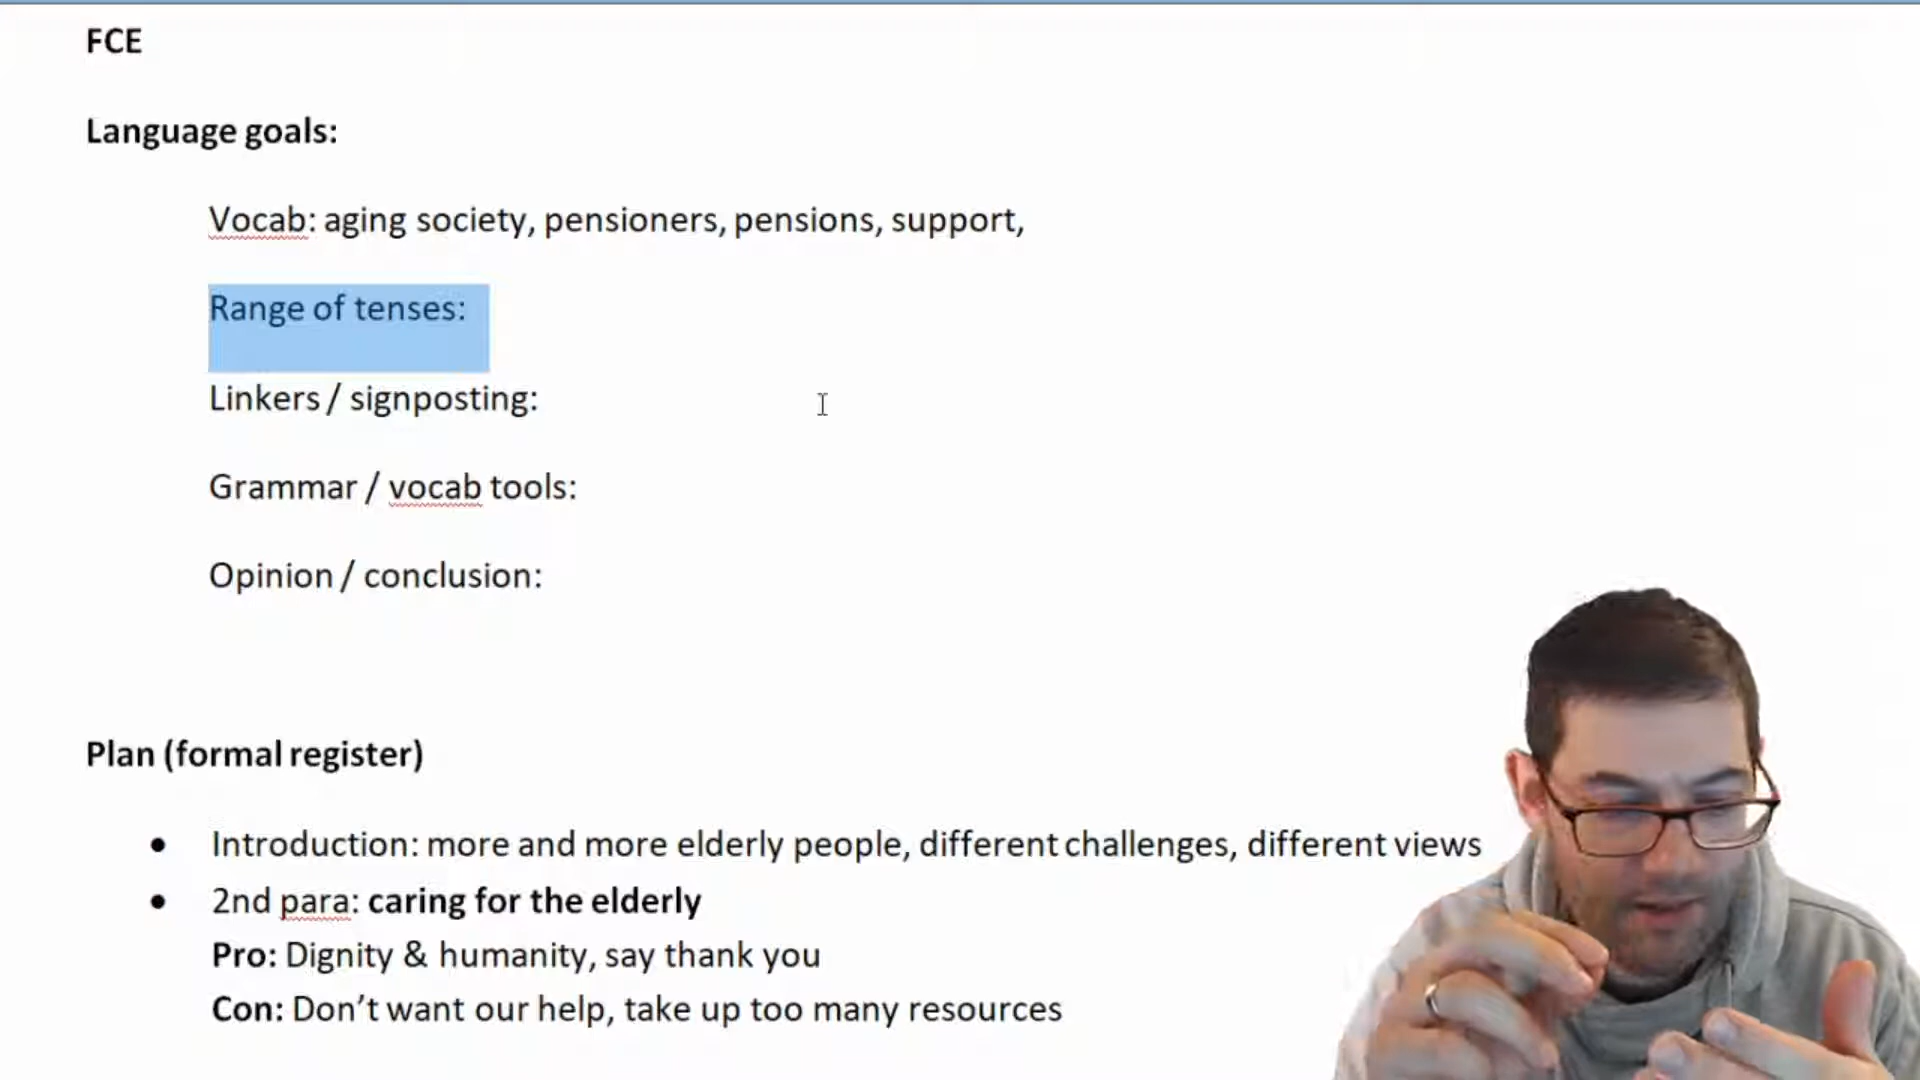 FCE
Language goals:
Vocab: aging society, pensioners, pensions, support,
Range of tenses:
Linkers / signposting:
Grammar / vocab tools:
Opinion / conclusion:
Plan (formal register)
• Introduction: more and more elderly people, different challenges, different views
• 2nd para: caring for the elderly
Pro: Dignity & humanity, say thank you
Con: Don’t want our help, take up too many resources